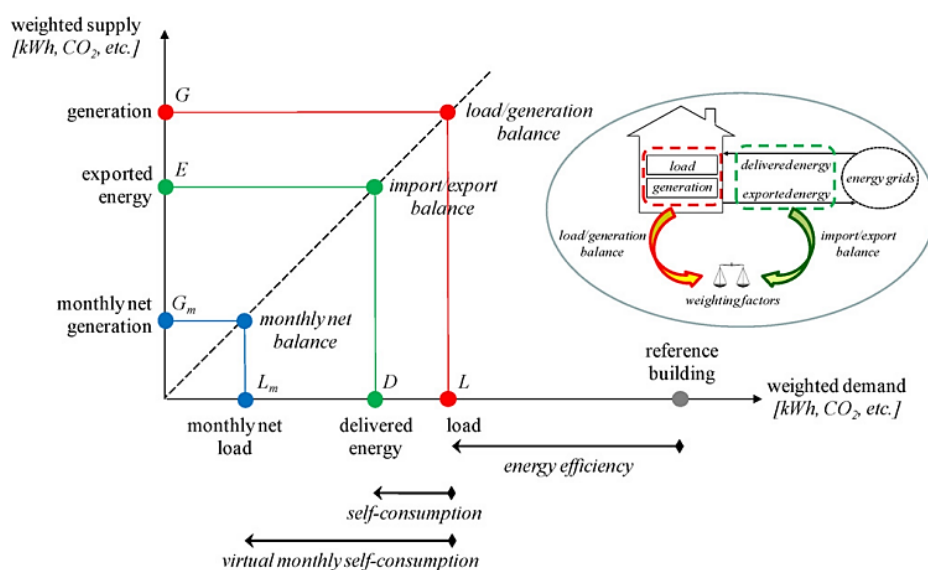 weighted supply
[kWh, CO2, etc.]
generation
G
load/generation
balance
exported
energy
E
import/export
balance
monthly net
generation
Gm
monthly net
balance
Lm
D
L
reference
building
weighted demand
[kWh, CO2, etc.]
monthly net
load
delivered
energy
load
energy efficiency
self-consumption
virtual monthly self-consumption
load
generation
delivered energy
exported energy
energy grids
load/generation
balance
import/export
balance
weighting factors